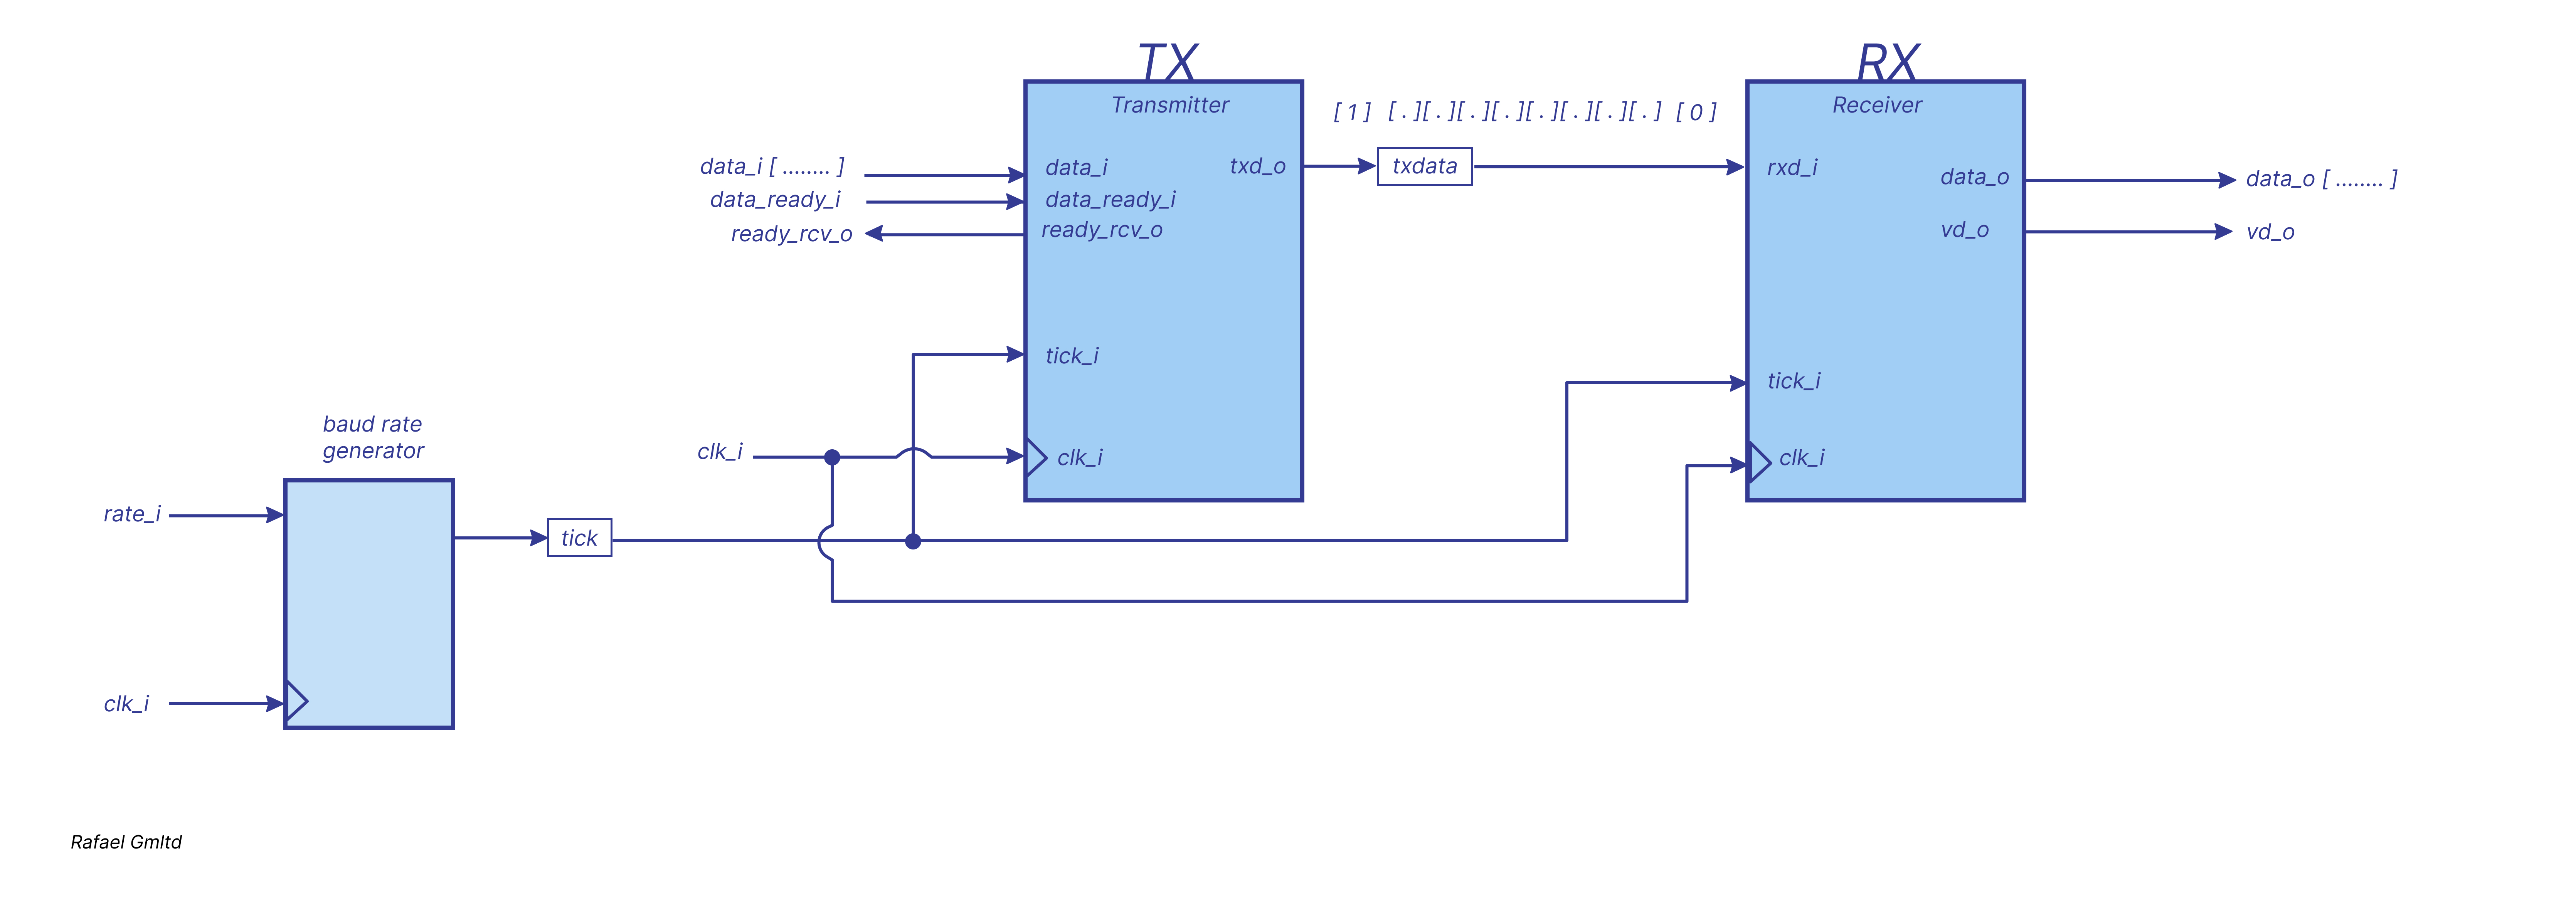 TX
RX
Transmitter
[ 1 ] [ . ][ . ][ . ][ . ][ . ][ . ][ . ][ . ] [ 0 ]
Receiver
data_i [ ........ ]
data_i
txd_o
txdata
rxd_i
data_o
data_o [ ........ ]
data_ready_i
data_ready_i
ready_rcv_o
ready_rcv_o
vd_o
vd_o
tick_i
tick_i
baud rate
generator
clk_i
clk_i
clk_i
rate_i
tick
clk_i
Rafael Gmltd